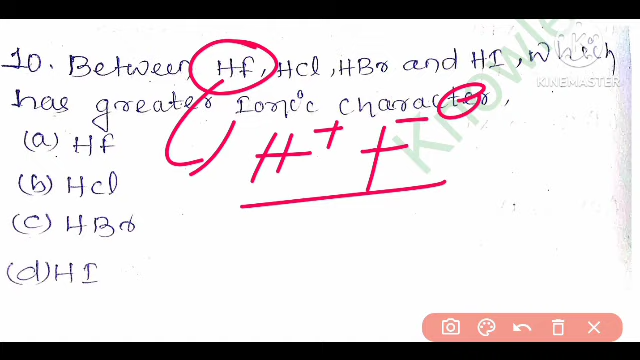 10. Between Hf, HCl, HBr and HI, which
has greater Ionic character,
(a) Hf
(b) HCl
(c) HBr
(d) HI
H+ f-
KINEMASTER